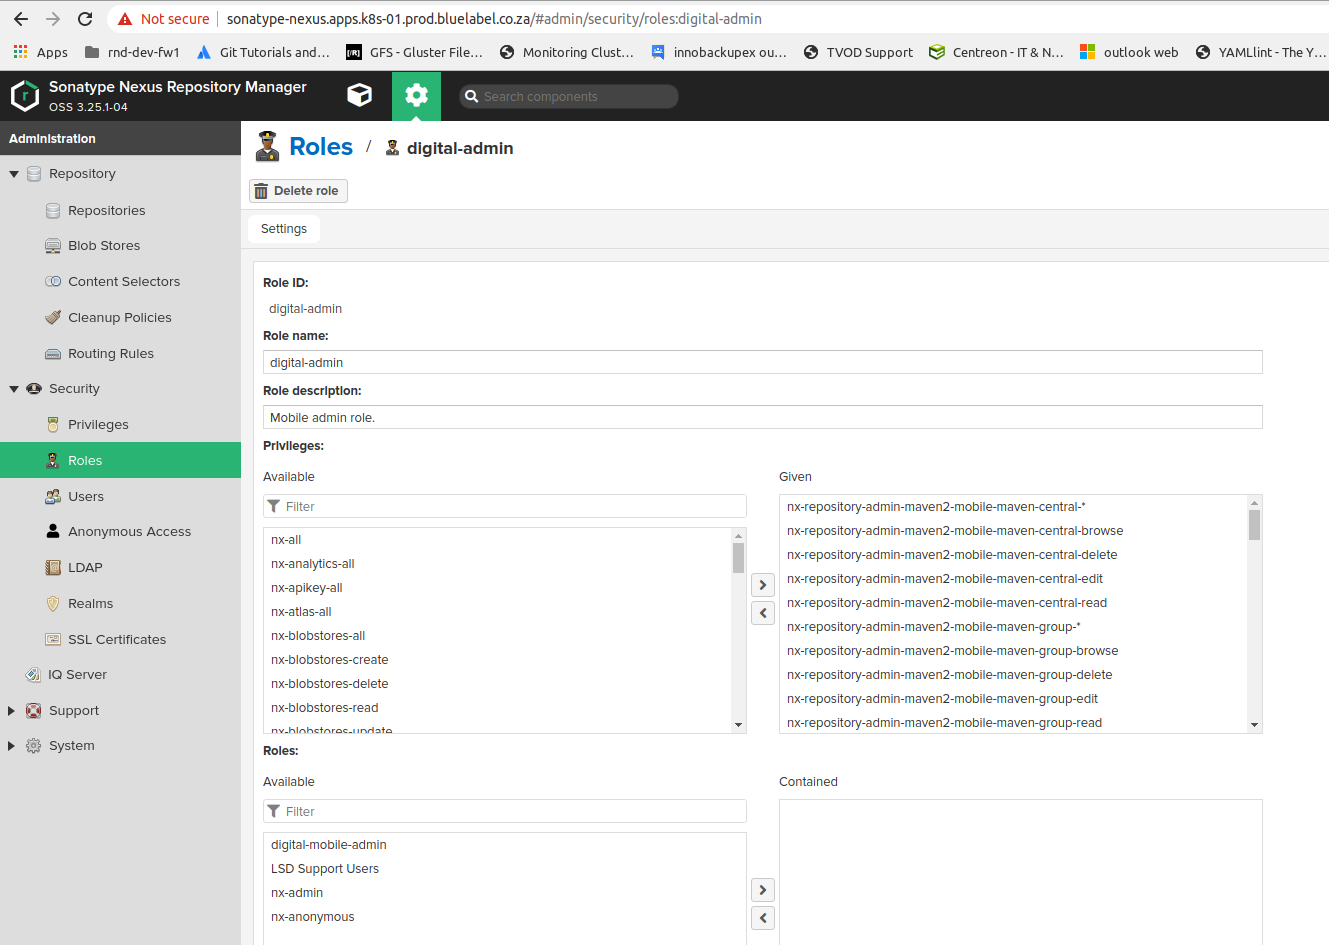 Not secure | sonatype-nexus.apps.k8s-01.prod.bluelabel.co.za/#admin/security/roles:digital-admin
Apps rnd-dev-fw1 Git Tutorials and... GFS - Gluster File... Monitoring Clust... innobackupex ou... TVOD Support Centreon - IT & N... outlook web YAMLlint - The Y...
Sonatype Nexus Repository Manager
OSS 3.25.1-04
Search components
Administration
Repository
Repositories
Blob Stores
Content Selectors
Cleanup Policies
Routing Rules
Security
Privileges
Roles
Users
Anonymous Access
LDAP
Realms
SSL Certificates
IQ Server
Support
System
Roles / digital-admin
Delete role
Settings
Role ID:
digital-admin
Role name:
digital-admin
Role description:
Mobile admin role.
Privileges:
Available
Filter
nx-all
nx-analytics-all
nx-apikey-all
nx-atlas-all
nx-blobstores-all
nx-blobstores-create
nx-blobstores-delete
nx-blobstores-read
nx-blobstores-update
Given
nx-repository-admin-maven2-mobile-maven-central-*
nx-repository-admin-maven2-mobile-maven-central-browse
nx-repository-admin-maven2-mobile-maven-central-delete
nx-repository-admin-maven2-mobile-maven-central-edit
nx-repository-admin-maven2-mobile-maven-central-read
nx-repository-admin-maven2-mobile-maven-group-*
nx-repository-admin-maven2-mobile-maven-group-browse
nx-repository-admin-maven2-mobile-maven-group-delete
nx-repository-admin-maven2-mobile-maven-group-edit
nx-repository-admin-maven2-mobile-maven-group-read
Roles:
Available
Filter
digital-mobile-admin
LSD Support Users
nx-admin
nx-anonymous
Contained